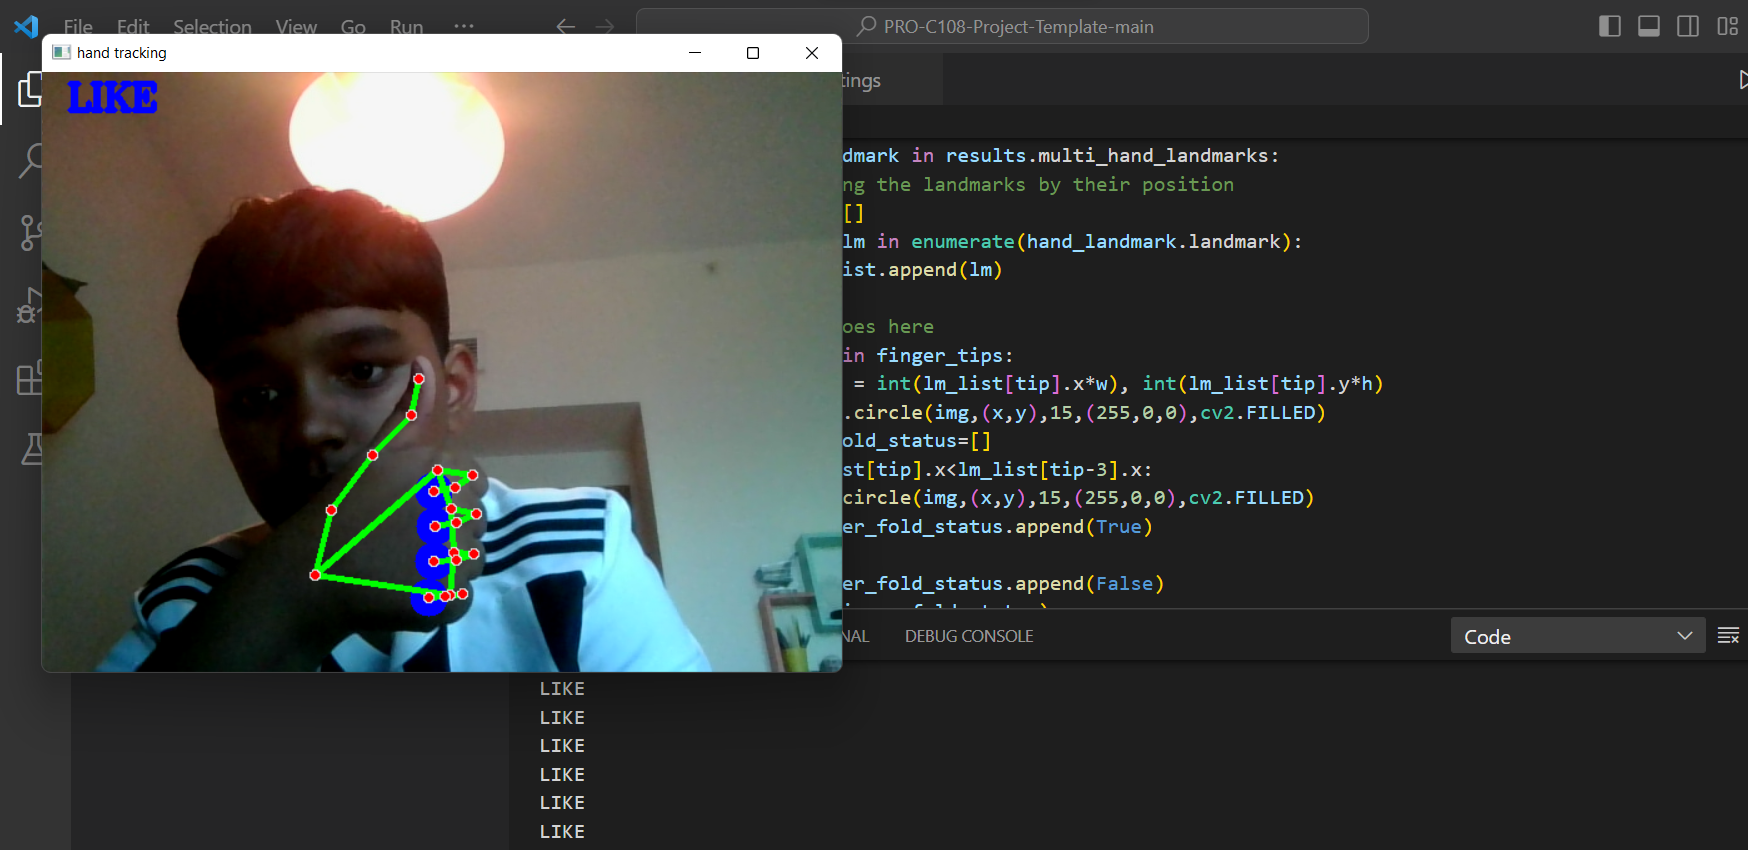 File Edit Selection View Go Run ···
PRO-C108-Project-Template-main
hand tracking
LIKE
tings
dmark in results.multi_hand_landmarks:
ng the landmarks by their position
[]
lm in enumerate(hand_landmark.landmark):
ist.append(lm)
oes here
in finger_tips:
= int(lm_list[tip].x*w), int(lm_list[tip].y*h)
.circle(img,(x,y),15,(255,0,0),cv2.FILLED)
old_status=[]
st[tip].x<lm_list[tip-3].x:
circle(img,(x,y),15,(255,0,0),cv2.FILLED)
er_fold_status.append(True)
er_fold_status.append(False)
NAL DEBUG CONSOLE Code
LIKE
LIKE
LIKE
LIKE
LIKE
LIKE